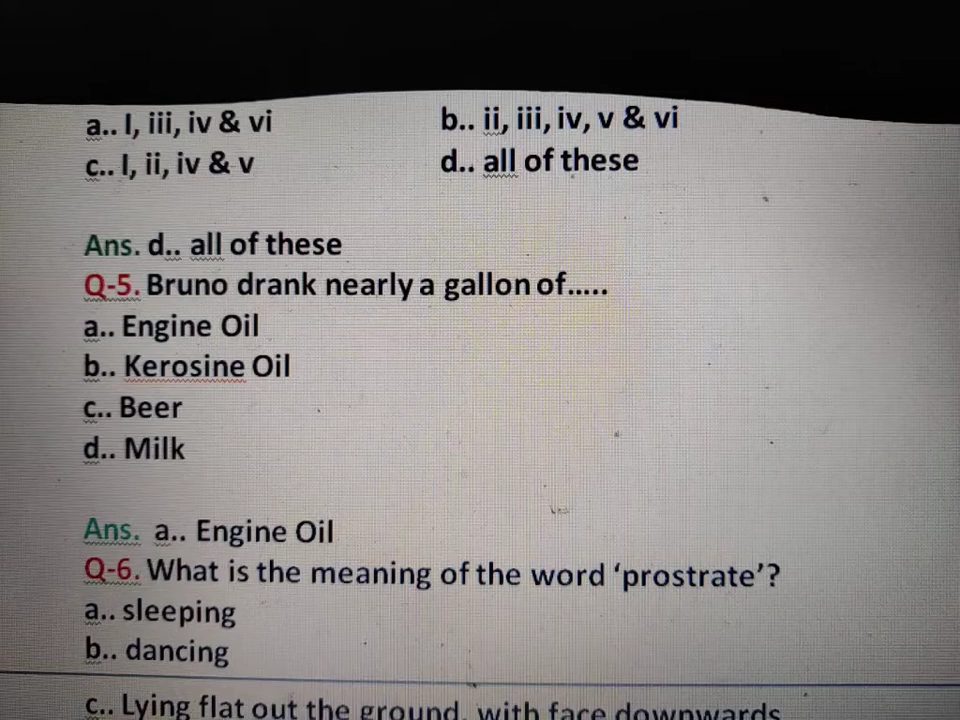 a.. I, iii, iv & vi b.. ii, iii, iv, v & vi
c.. I, ii, iv & v d.. all of these
Ans. d.. all of these
Q-5. Bruno drank nearly a gallon of.....
a.. Engine Oil
b.. Kerosine Oil
c.. Beer
d.. Milk
Ans. a.. Engine Oil
Q-6. What is the meaning of the word ‘prostrate’?
a.. sleeping
b.. dancing
c.. Lying flat out the ground, with face downwards